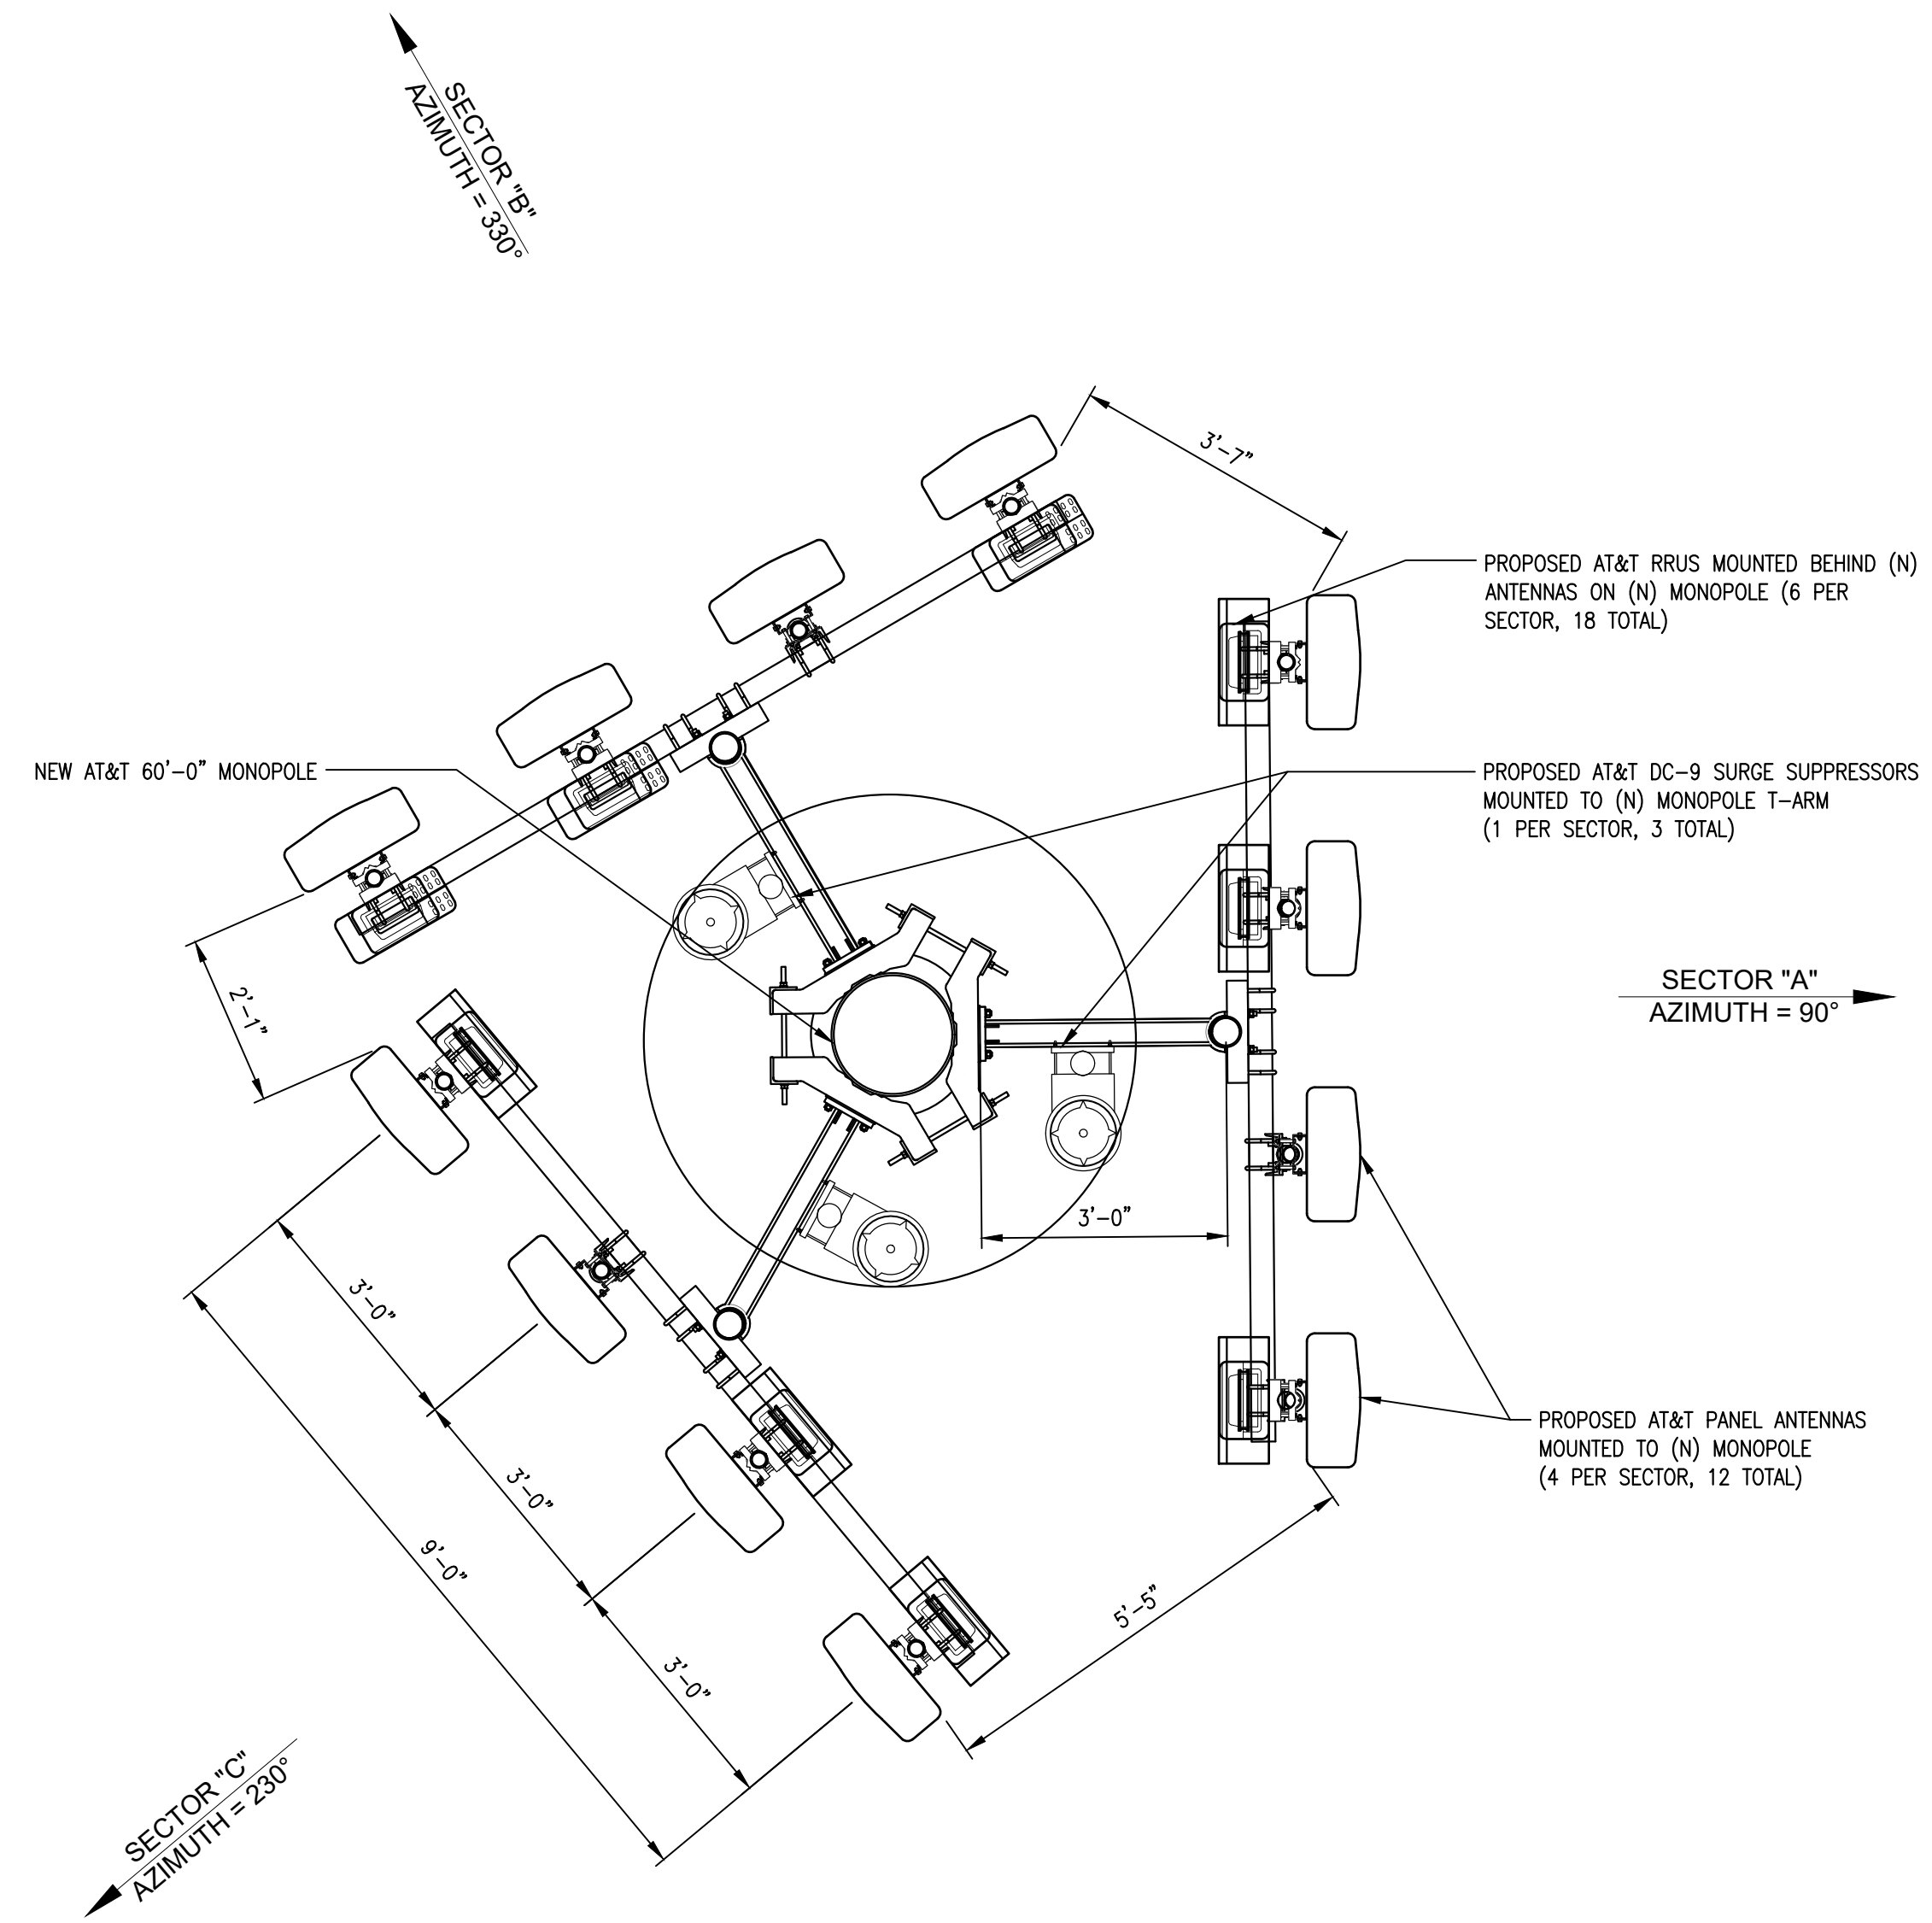 SECTOR "B"
AZIMUTH = 330°
3'-7"
PROPOSED AT&T RRUS MOUNTED BEHIND (N)
ANTENNAS ON (N) MONOPOLE (6 PER
SECTOR, 18 TOTAL)
NEW AT&T 60'-0" MONOPOLE
PROPOSED AT&T DC-9 SURGE SUPPRESSORS
MOUNTED TO (N) MONOPOLE T-ARM
(1 PER SECTOR, 3 TOTAL)
SECTOR "A"
AZIMUTH = 90°
2'-1"
3'-0"
3'-0"
PROPOSED AT&T PANEL ANTENNAS
MOUNTED TO (N) MONOPOLE
(4 PER SECTOR, 12 TOTAL)
3'-0"
9'-0"
5'-5"
3'-0"
SECTOR "C"
AZIMUTH = 230°